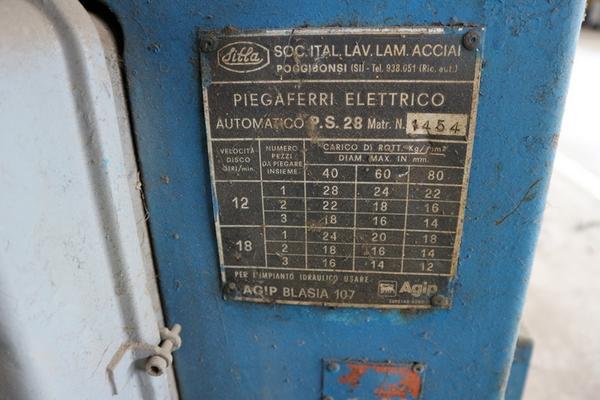 Silla SOC. ITAL. LAV. LAM. ACCIAI
POGGIBONSI (SI) - Tel. 938.051 (Ric. aut.)
PIEGAFERRI ELETTRICO
AUTOMATICO P.S. 28 Matr. N. 1454
VELOCITÀ DISCO GIRI/min. NUMERO PEZZI DA PIEGARE INSIEME CARICO DI ROTT. Kg/mm2
DIAM. MAX. IN mm.
40 60 80
12 1 28 24 22
2 22 18 16
3 18 16 14
18 1 24 20 18
2 18 16 14
3 16 14 12
PER L'IMPIANTO IDRAULICO USARE
AGIP BLASIA 107 Agip